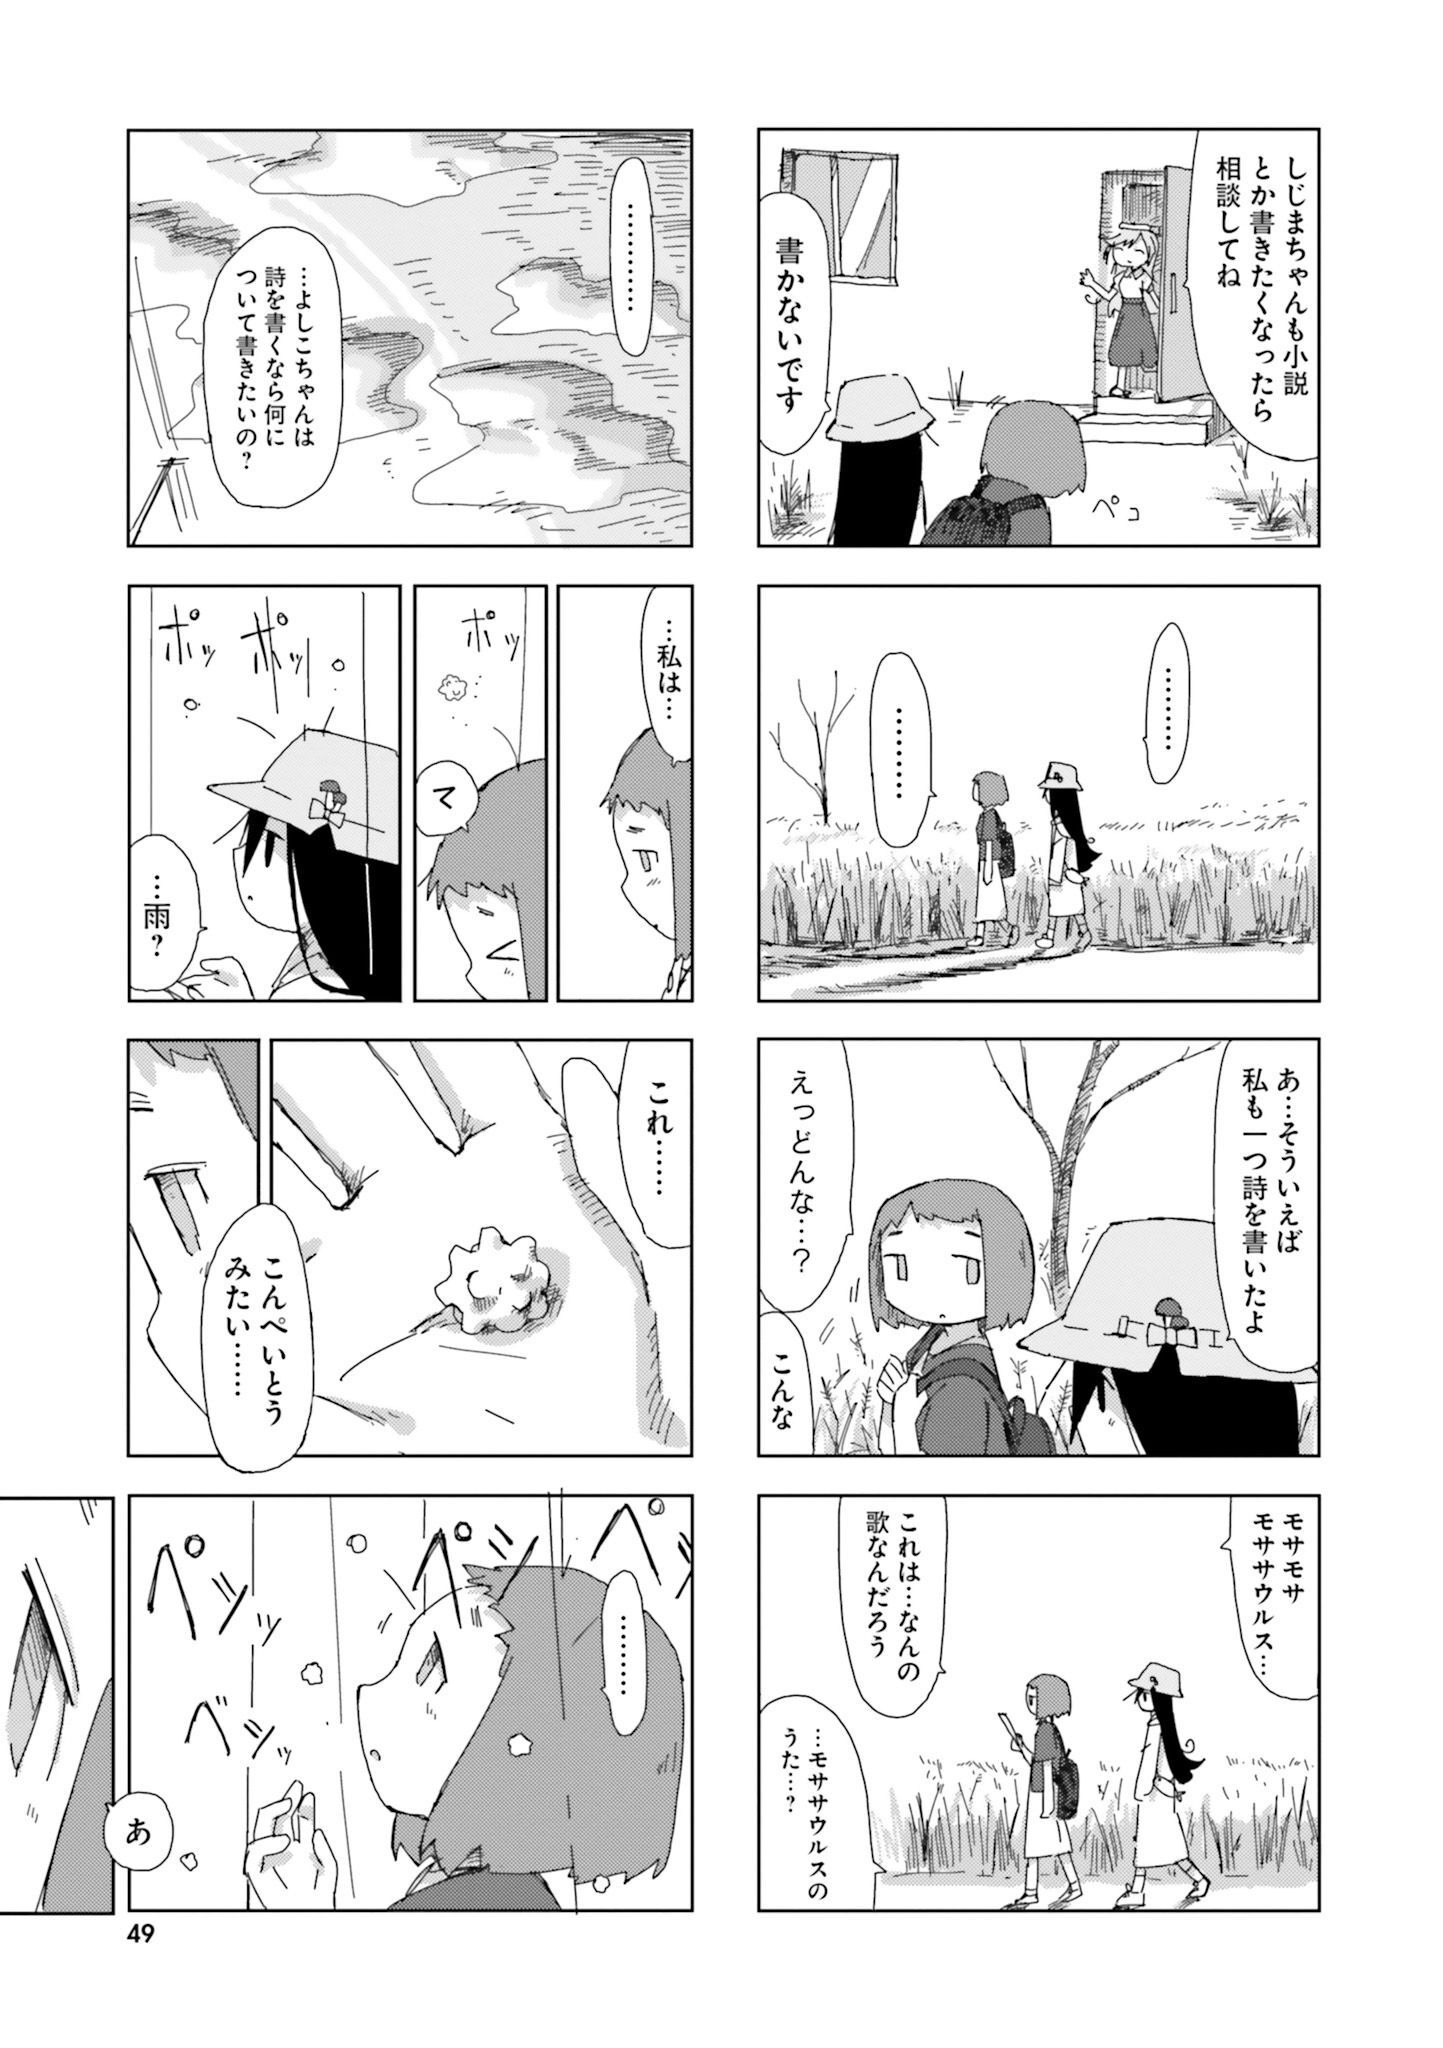 しじまちゃんも小説
とか書きたくなったら
相談してね
書かないです
ペコ
…………
…………
あ…そういえば
私も一つ詩を書いたよ
えっどんな…？
こんな
モサモサ
モササウルス…
これは…なんの
歌なんだろう
…モササウルスの
うた…？
…………
…よしこちゃんは
詩を書くなら何に
ついて書きたいの？
…私は…
ポッ
て
ポッ
ポッ
…雨？
これ……
こんぺいとう
みたい……
…………
ペシッ
ペシッ
あ
49